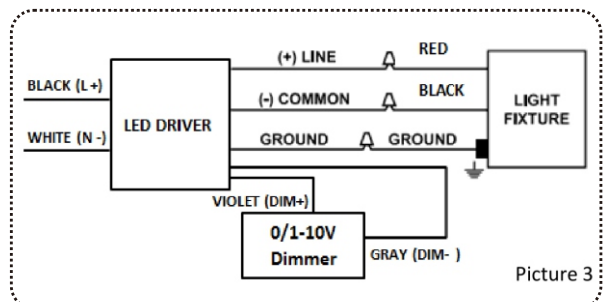 (+) LINE RED
BLACK (L+)
(-) COMMON BLACK
LED DRIVER
LIGHT
FIXTURE
WHITE (N -)
GROUND GROUND
VIOLET (DIM+)
0/1-10V
Dimmer
GRAY (DIM- )
Picture 3